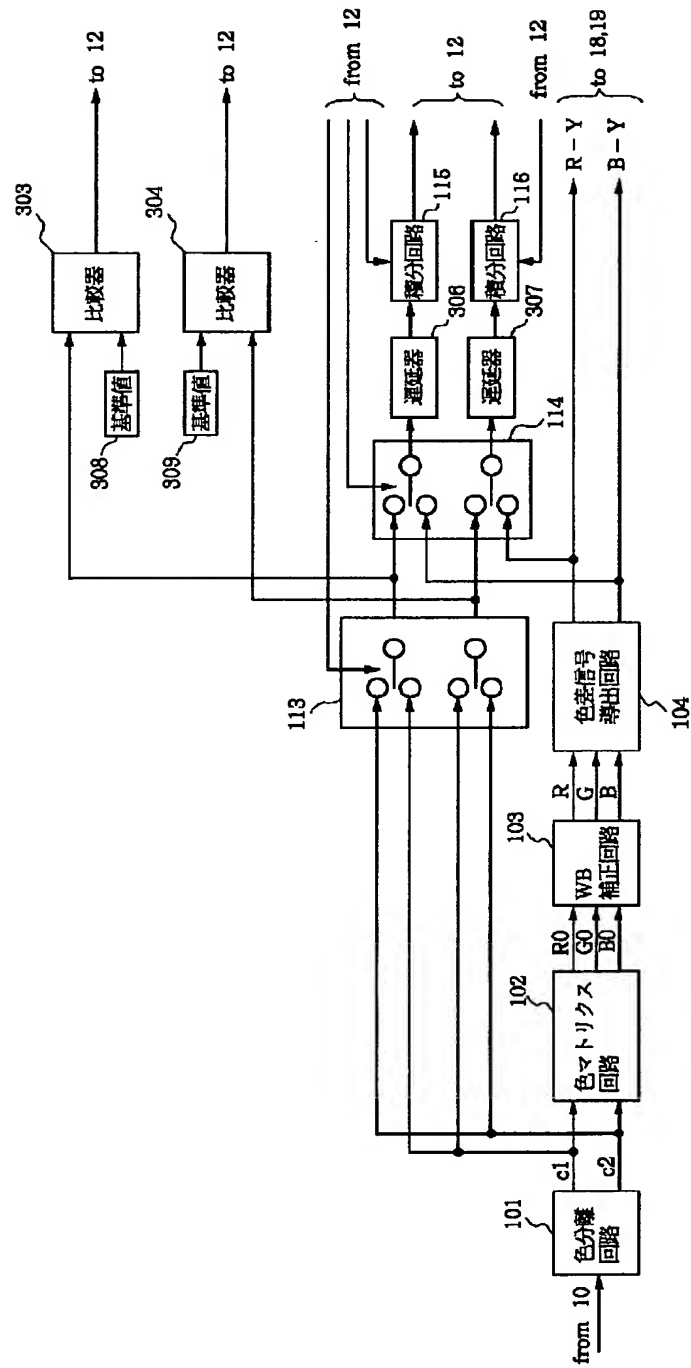 303
比較器
to 12
304
比較器
to 12
308
基準値
309
基準値
from 12
to 12
from 12
115
積分回路
116
積分回路
306
遅延器
307
遅延器
114
113
R - Y
B - Y
to 18,19
色差信号
導出回路
104
R
G
B
103
WB
補正回路
R0
G0
B0
102
色マトリクス
回路
c1
c2
101
色分離
回路
from 10